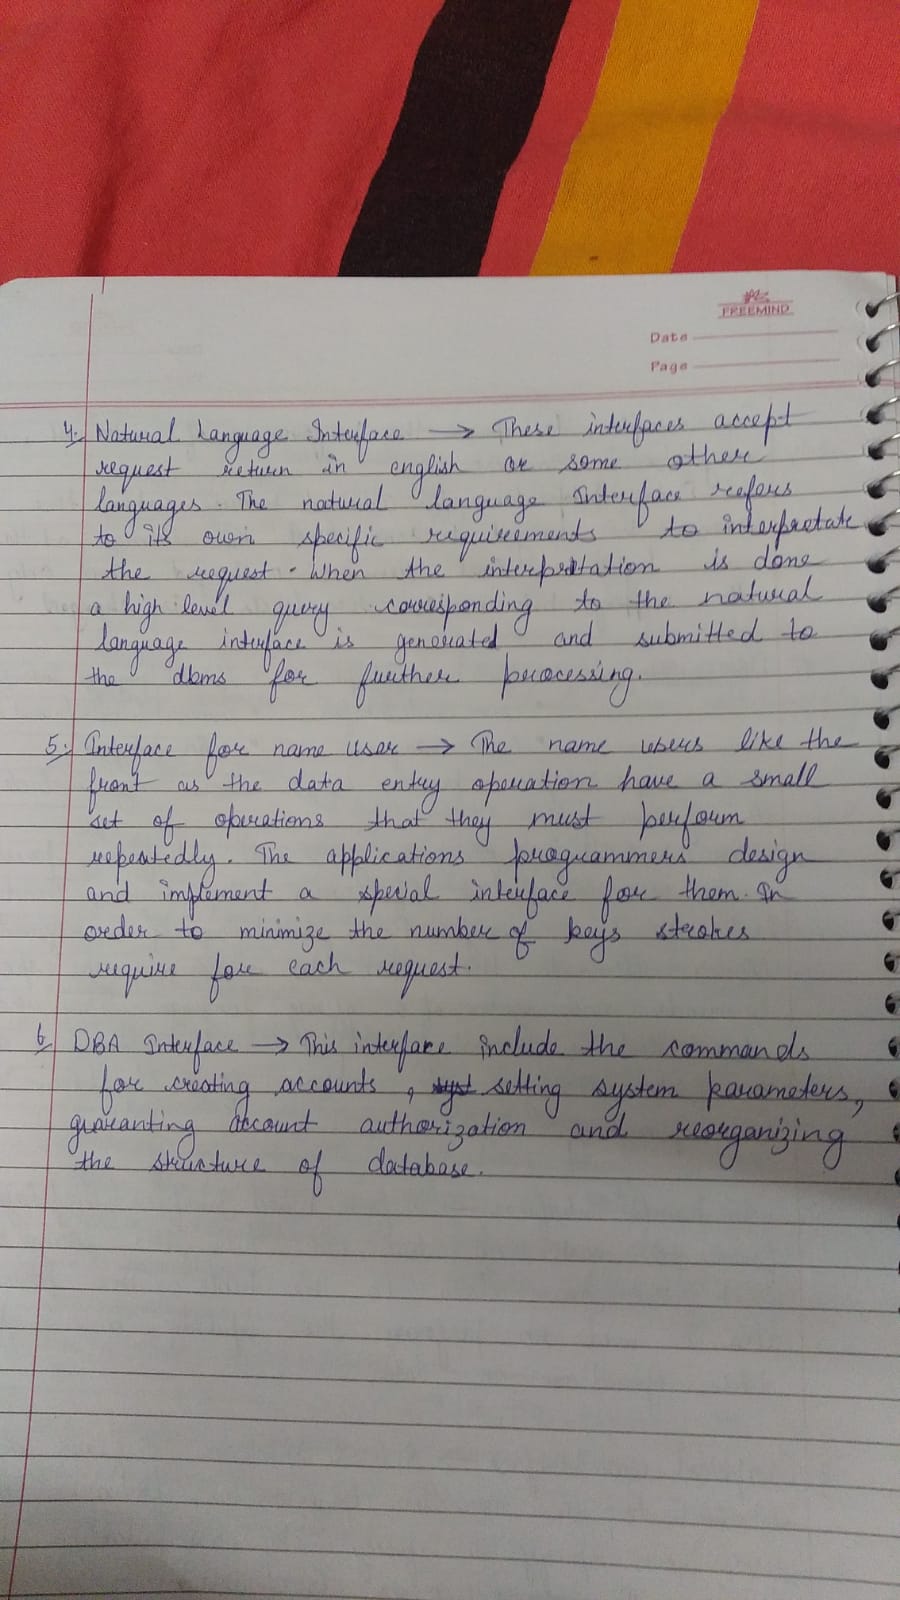 FREEMIND
Date
Page
4. Natural Language Interface → These interfaces accept
request return in english or some other
languages. The natural language Interface refers
to its own specific requirements to interpretate
the request. When the interpretation is done
a high level query corresponding to the natural
language interface is generated and submitted to
the dbms for further processing.
5. Interface for name user → The name users like the
front as the data entry operation have a small
set of operations that they must perform
repeatedly. The applications programmers design
and implement a special interface for them. In
order to minimize the number of keys strokes
require for each request.
6. DBA Interface → This interface include the commands
for creating accounts, setting system parameters,
guaranting account authorization and reorganizing
the structure of database.